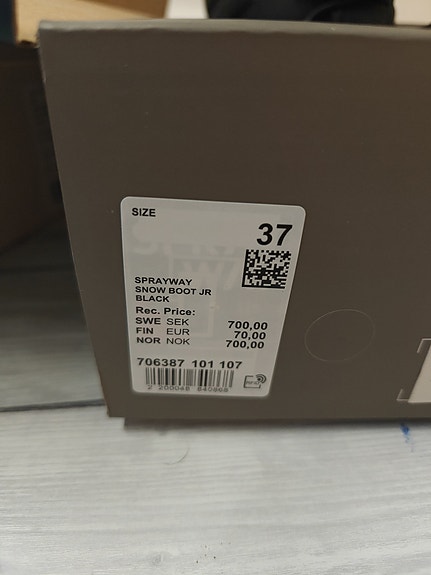 SIZE
37
SPRAYWAY
SNOW BOOT JR
BLACK
Rec. Price:
SWE SEK 700,00
FIN EUR 70,00
NOR NOK 700,00
706387 101 107